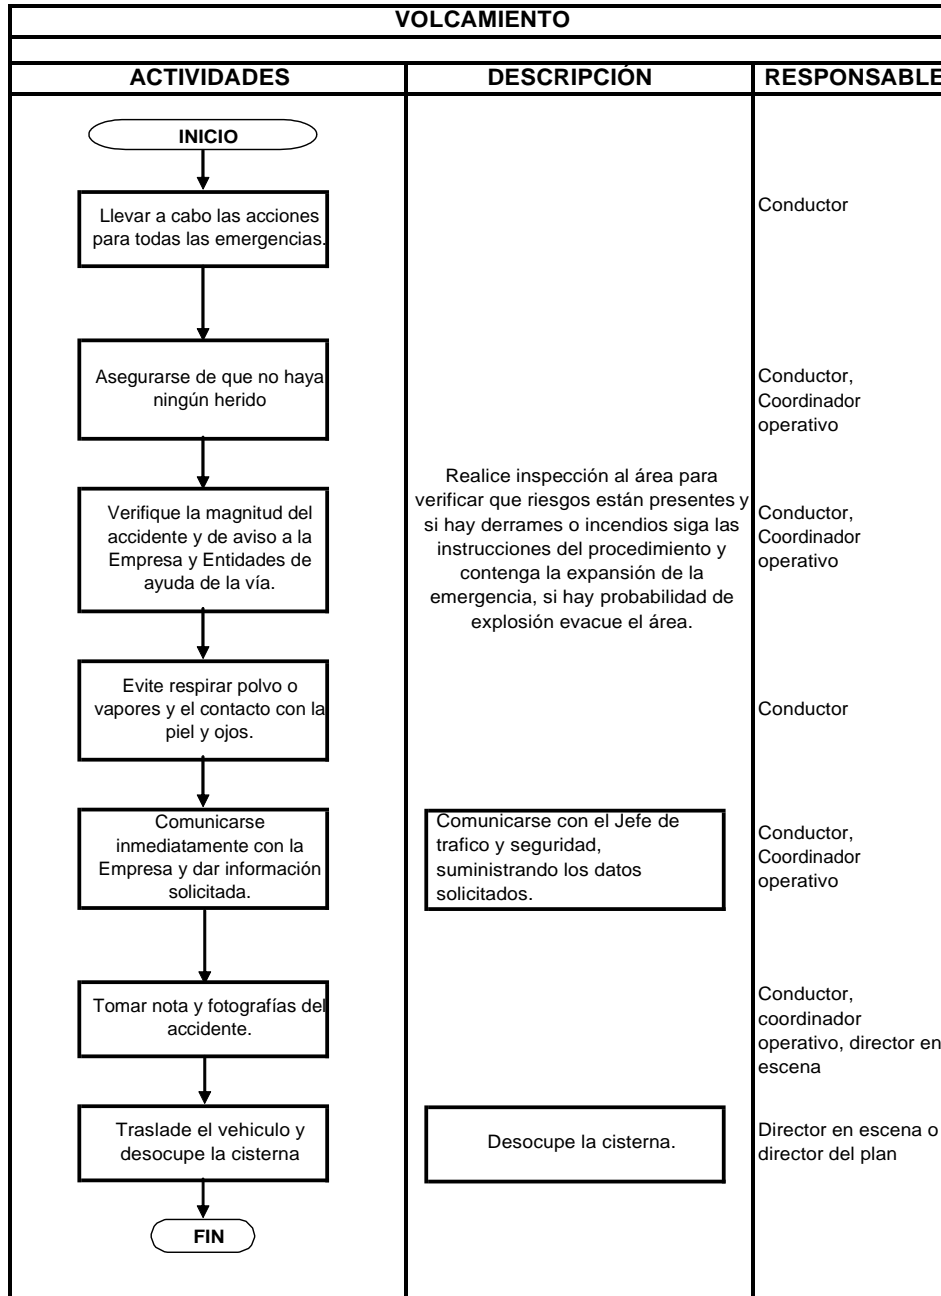 VOLCAMIENTO
ACTIVIDADES
DESCRIPCIÓN
RESPONSABLE
INICIO
Llevar a cabo las acciones
para todas las emergencias.
Conductor
Asegurarse de que no haya
ningún herido
Conductor,
Coordinador
operativo
Verifique la magnitud del
accidente y de aviso a la
Empresa y Entidades de
ayuda de la vía.
Realice inspección al área para
verificar que riesgos están presentes y
si hay derrames o incendios siga las
instrucciones del procedimiento y
contenga la expansión de la
emergencia, si hay probabilidad de
explosión evacue el área.
Conductor,
Coordinador
operativo
Evite respirar polvo o
vapores y el contacto con la
piel y ojos.
Conductor
Comunicarse
inmediatamente con la
Empresa y dar información
solicitada.
Comunicarse con el Jefe de
trafico y seguridad,
suministrando los datos
solicitados.
Conductor,
Coordinador
operativo
Tomar nota y fotografías del
accidente.
Conductor,
coordinador
operativo, director en
escena
Traslade el vehiculo y
desocupe la cisterna
Desocupe la cisterna.
Director en escena o
director del plan
FIN